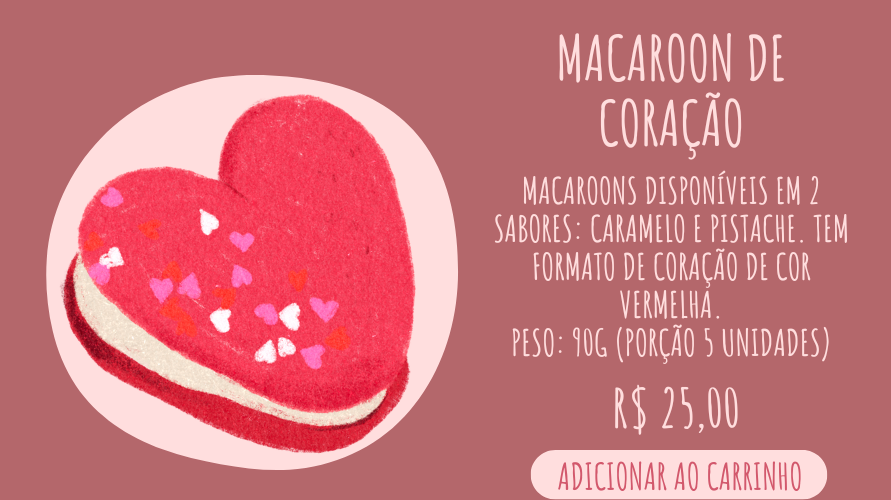 MACAROON DE
CORAÇÃO
MACAROONS DISPONÍVEIS EM 2
SABORES: CARAMELO E PISTACHE. TEM
FORMATO DE CORAÇÃO DE COR
VERMELHA.
PESO: 90G (PORÇÃO 5 UNIDADES)
R$ 25,00
ADICIONAR AO CARRINHO